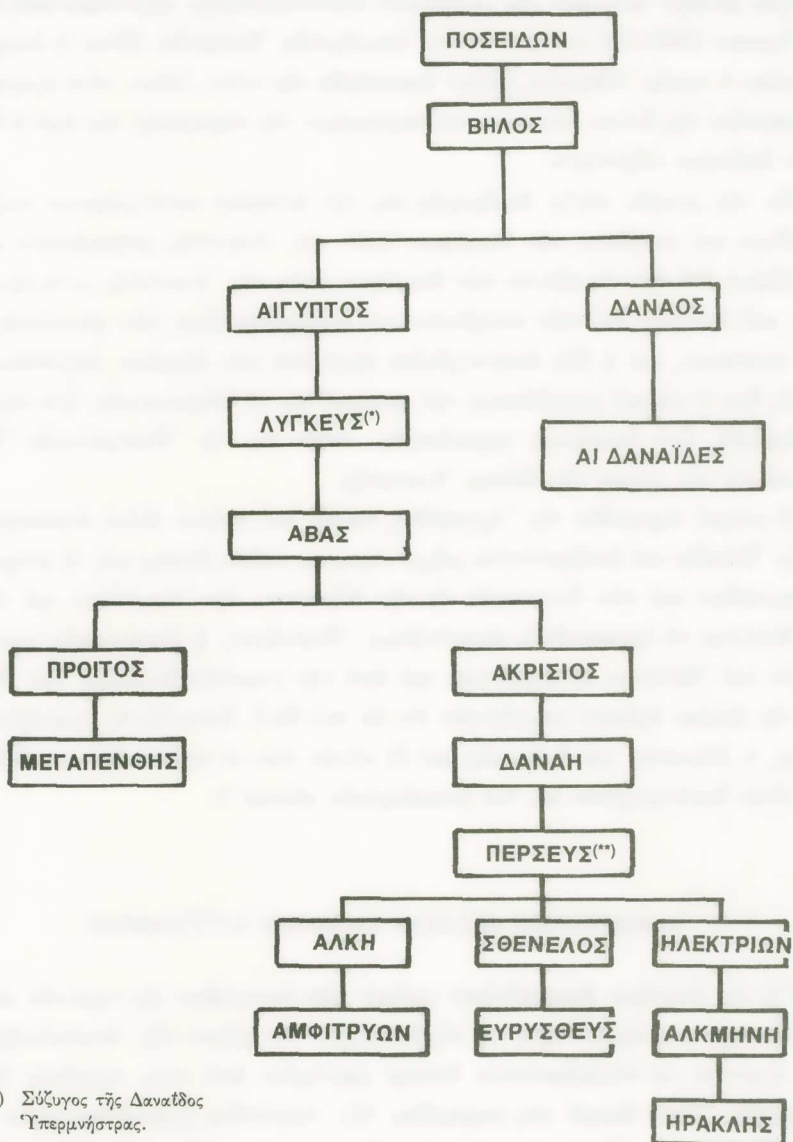 ΠΟΣΕΙΔΩΝ
ΒΗΛΟΣ
ΑΙΓΥΠΤΟΣ ΔΑΝΑΟΣ
ΛΥΓΚΕΥΣ(*) ΑΙ ΔΑΝΑΪΔΕΣ
ΑΒΑΣ
ΠΡΟΙΤΟΣ ΑΚΡΙΣΙΟΣ
ΜΕΓΑΠΕΝΘΗΣ ΔΑΝΑΗ
ΠΕΡΣΕΥΣ(**)
ΑΛΚΗ ΣΘΕΝΕΛΟΣ ΗΛΕΚΤΡΙΩΝ
ΑΜΦΙΤΡΥΩΝ ΕΥΡΥΣΘΕΥΣ ΑΛΚΜΗΝΗ
ΗΡΑΚΛΗΣ
) Σύζυγος τῆς Δαναΐδος
Ὑπερμνήστρας.